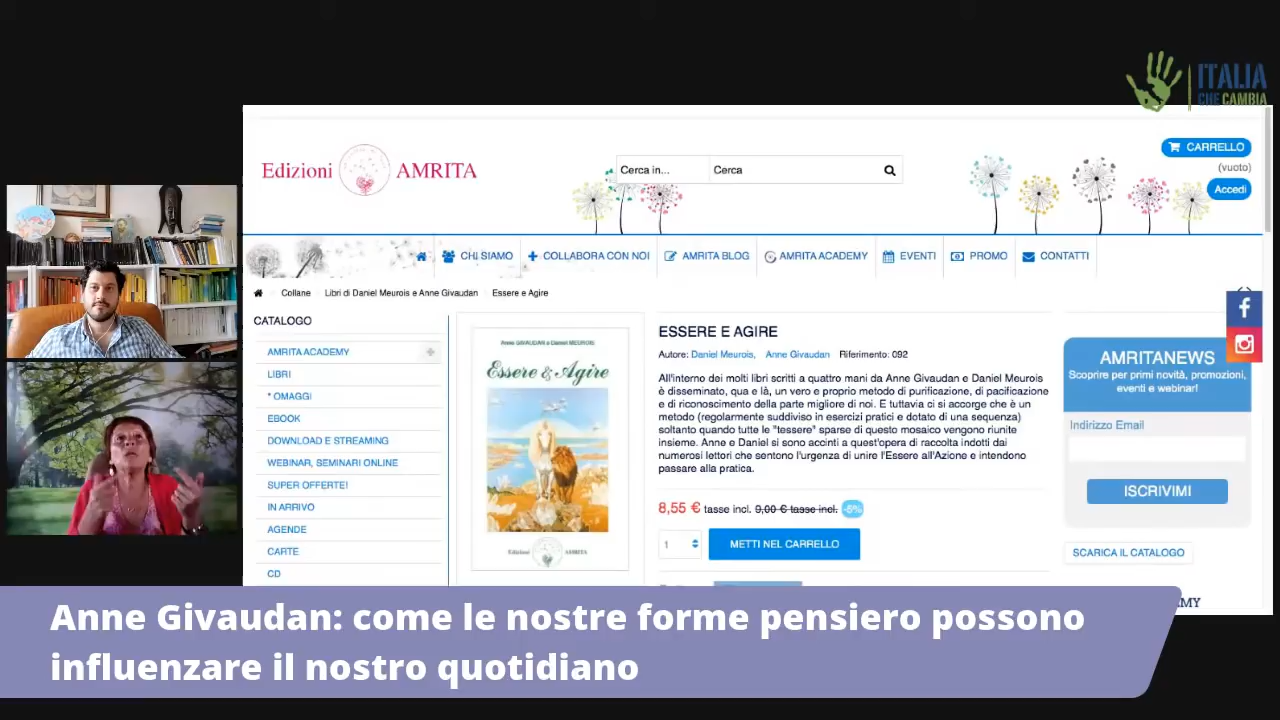 ITALIA
CHE CAMBIA
Edizioni AMRITA
Cerca in... Cerca
CARRELLO
(vuoto)
Accedi
CHI SIAMO COLLABORA CON NOI AMRITA BLOG AMRITA ACADEMY EVENTI PROMO CONTATTI
Collane Libri di Daniel Meurois e Anne Givaudan Essere e Agire
CATALOGO
AMRITA ACADEMY
LIBRI
* OMAGGI
EBOOK
DOWNLOAD E STREAMING
WEBINAR, SEMINARI ONLINE
SUPER OFFERTE!
IN ARRIVO
AGENDE
CARTE
CD
Anne GIVAUDAN e Daniel MEUROIS
Essere & Agire
Edizioni AMRITA
ESSERE E AGIRE
Autore: Daniel Meurois, Anne Givaudan Riferimento: 092
All'interno dei molti libri scritti a quattro mani da Anne Givaudan e Daniel Meurois
è disseminato, qua e là, un vero e proprio metodo di purificazione, di pacificazione
e di riconoscimento della parte migliore di noi. E tuttavia ci si accorge che è un
metodo (regolarmente suddiviso in esercizi pratici e dotato di una sequenza)
soltanto quando tutte le "tessere" sparse di questo mosaico vengono riunite
insieme. Anne e Daniel si sono accinti a quest'opera di raccolta indotti dai
numerosi lettori che sentono l'urgenza di unire l'Essere all'Azione e intendono
passare alla pratica.
8,55 € tasse incl. 9,00 € tasse incl. -5%
1 METTI NEL CARRELLO
AMRITANEWS
Scoprire per primi novità, promozioni,
eventi e webinar!
Indirizzo Email
ISCRIVIMI
SCARICA IL CATALOGO
Anne Givaudan: come le nostre forme pensiero possono
influenzare il nostro quotidiano